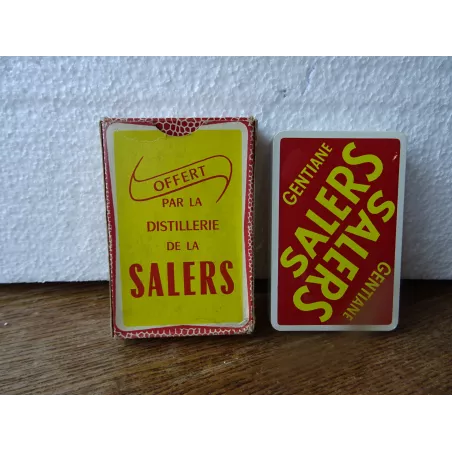 OFFERT
PAR LA
DISTILLERIE
DE LA
SALERS
GENTIANE
SALERS
SALERS
GENTIANE